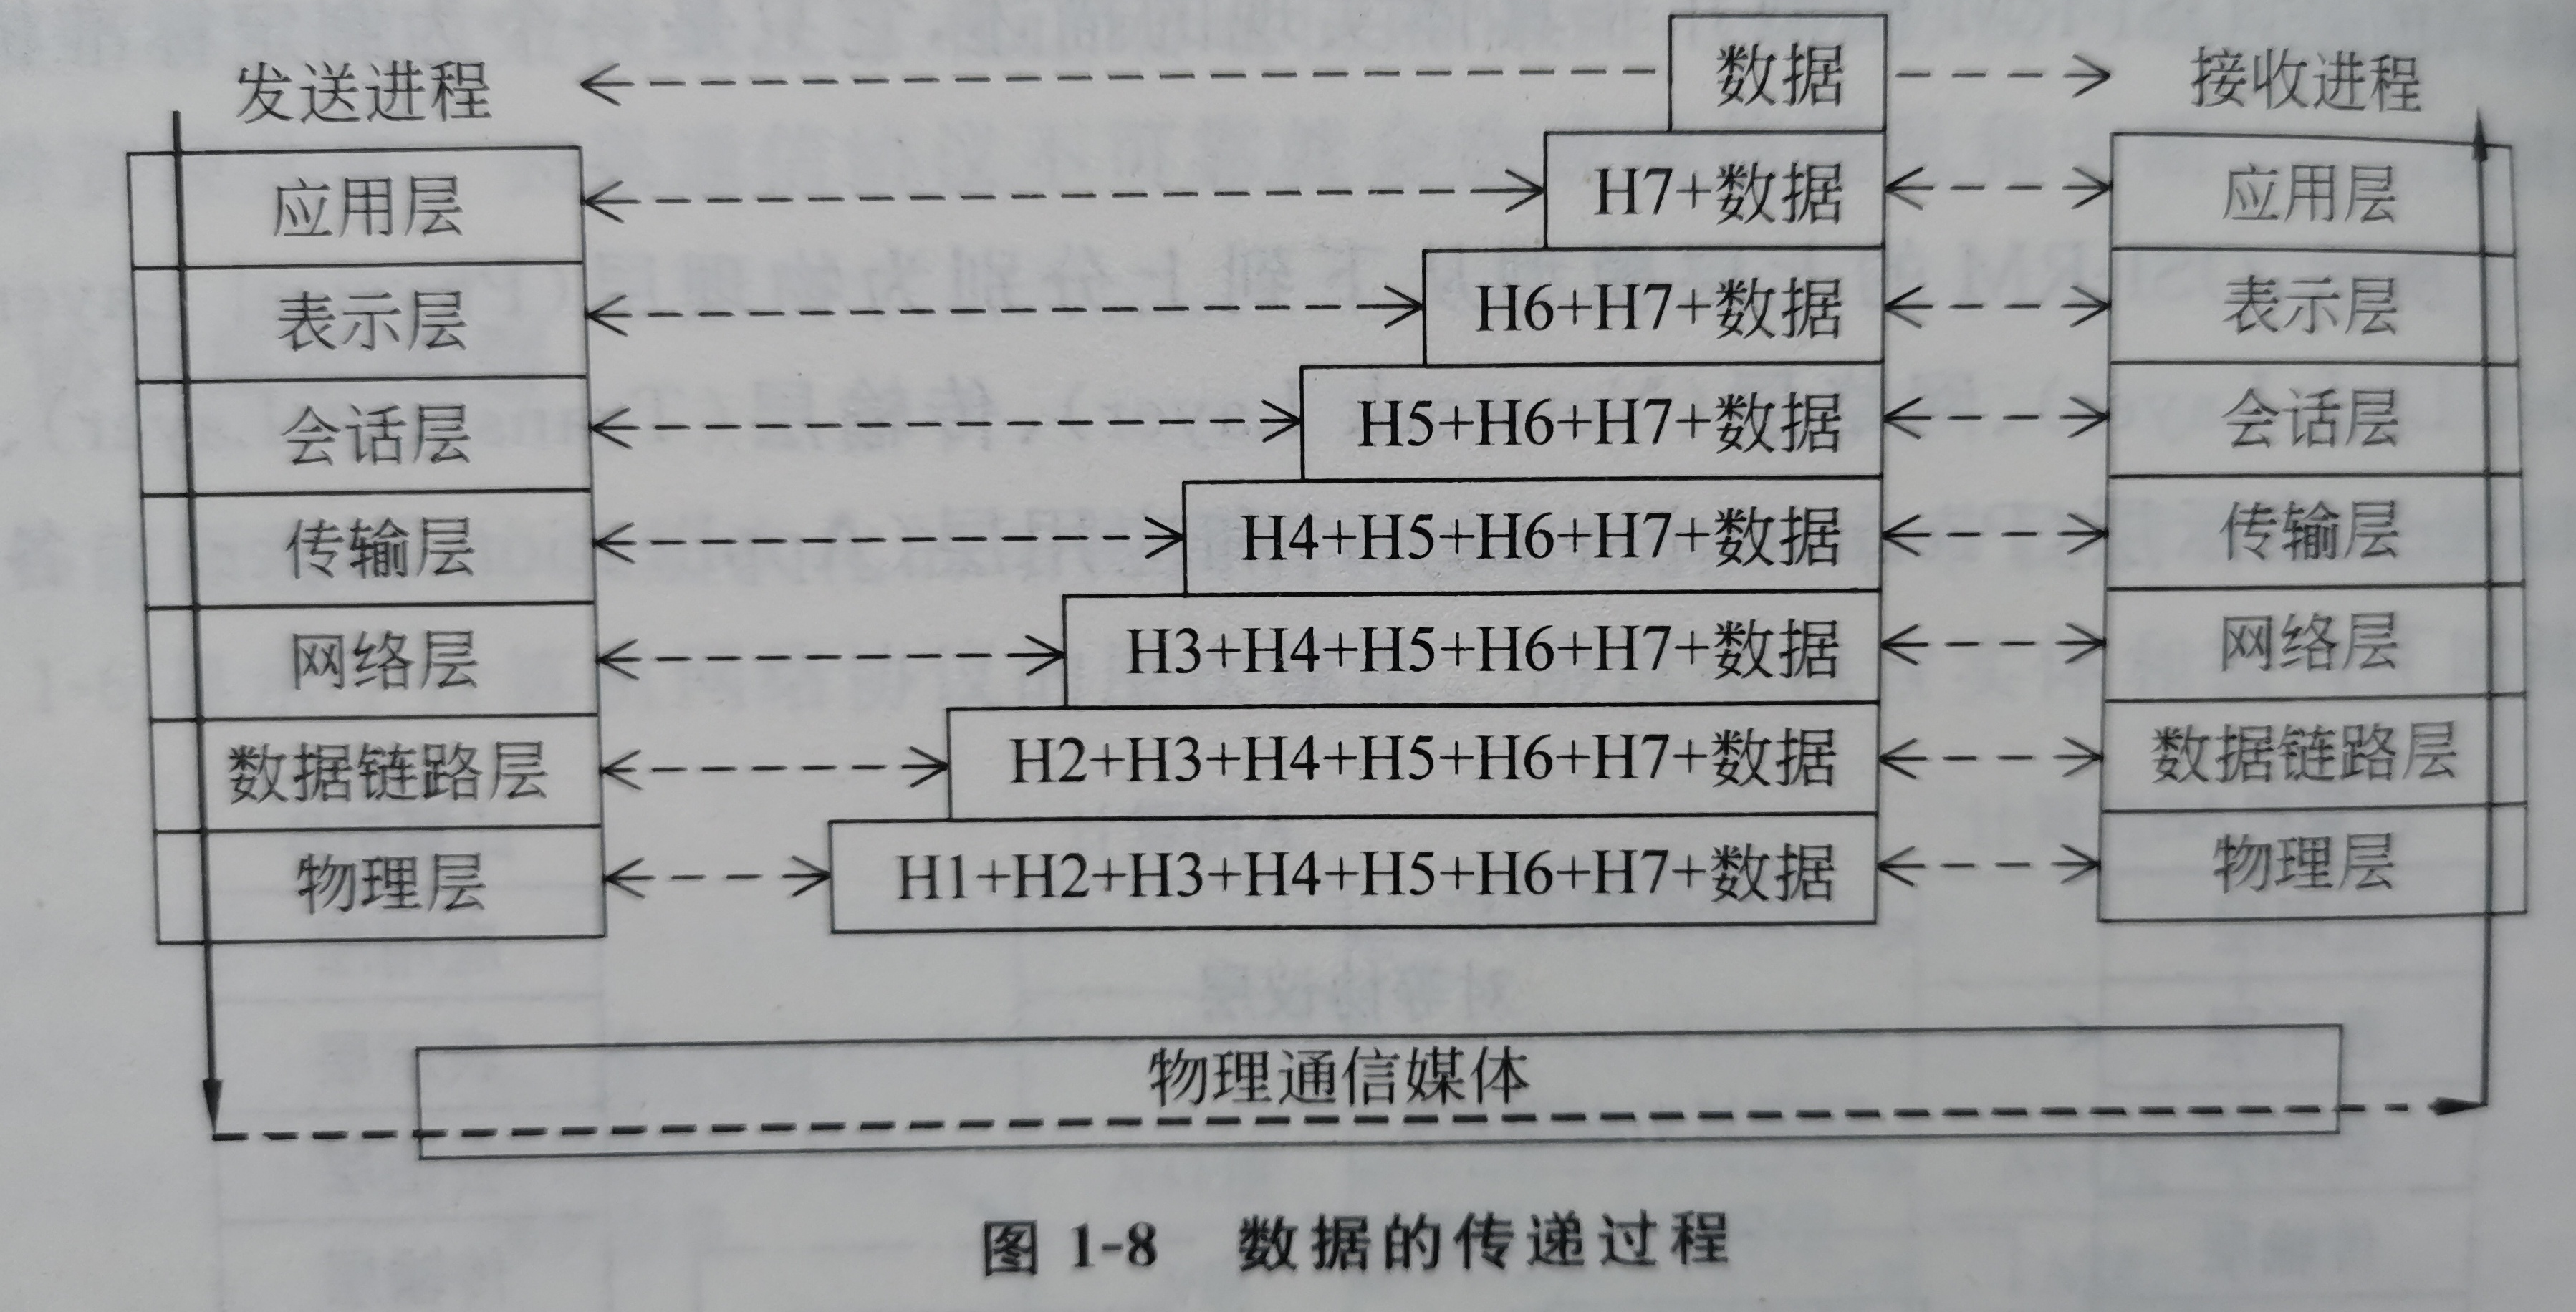 发送进程 数据 接收进程
应用层 H7+数据 应用层
表示层 H6+H7+数据 表示层
会话层 H5+H6+H7+数据 会话层
传输层 H4+H5+H6+H7+数据 传输层
网络层 H3+H4+H5+H6+H7+数据 网络层
数据链路层 H2+H3+H4+H5+H6+H7+数据 数据链路层
物理层 H1+H2+H3+H4+H5+H6+H7+数据 物理层
物理通信媒体
图 1-8 数据的传递过程